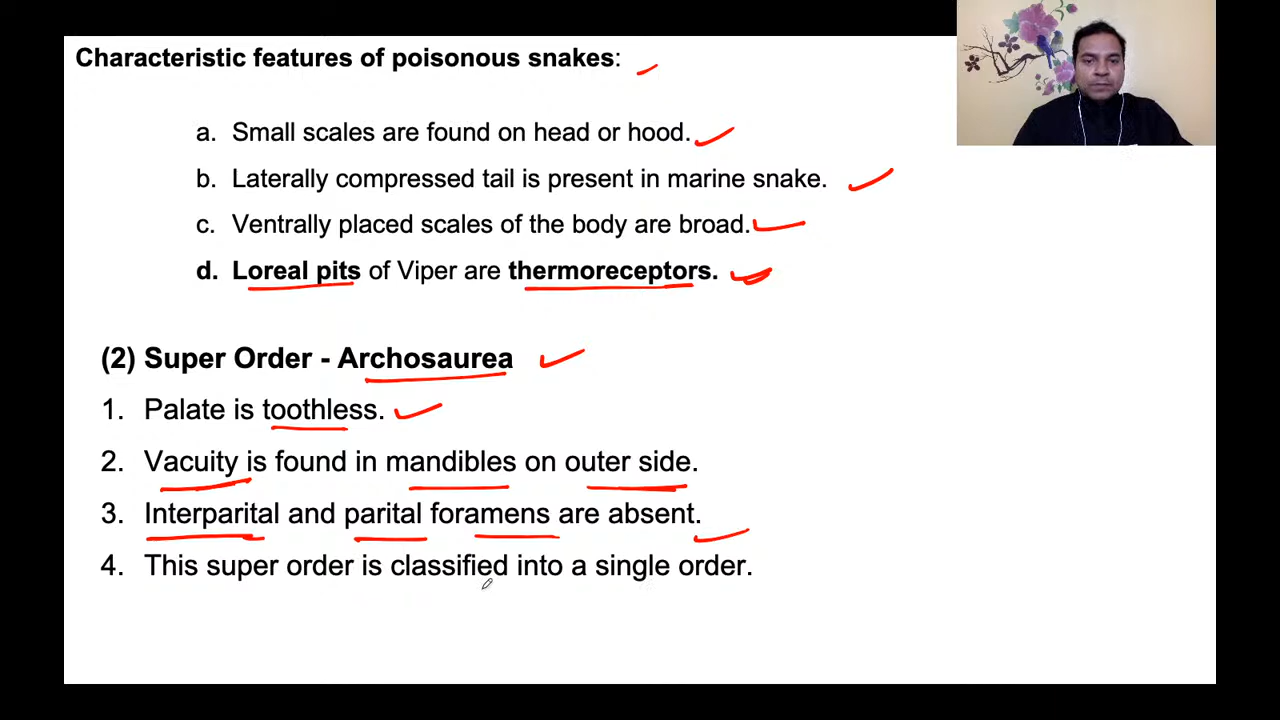 Characteristic features of poisonous snakes:
a. Small scales are found on head or hood.
b. Laterally compressed tail is present in marine snake.
c. Ventrally placed scales of the body are broad.
d. Loreal pits of Viper are thermoreceptors.
(2) Super Order - Archosaurea
1. Palate is toothless.
2. Vacuity is found in mandibles on outer side.
3. Interparital and parital foramens are absent.
4. This super order is classified into a single order.